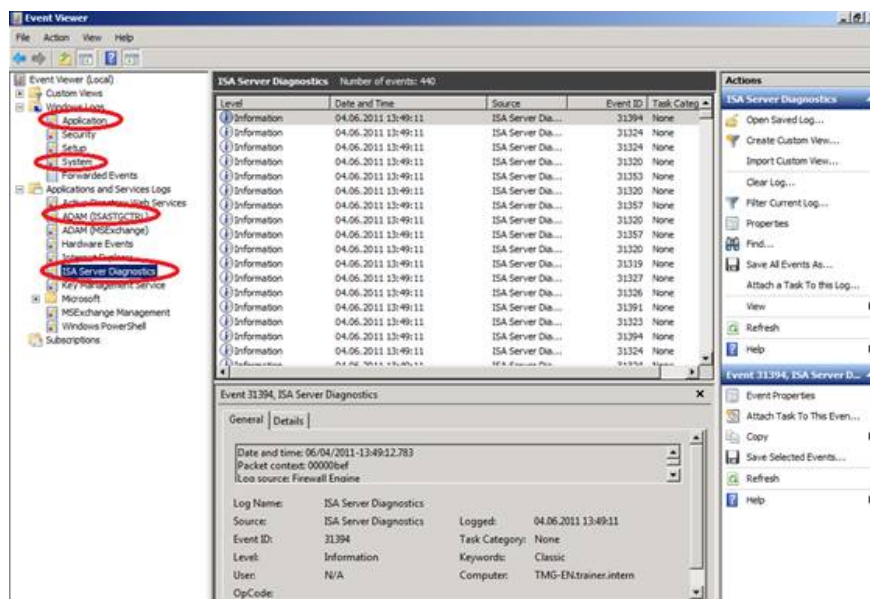 Event Viewer
File Action View Help
Event Viewer (Local)
Custom Views
Windows Logs
Application
Security
Setup
System
Forwarded Events
Applications and Services Logs
Active Directory Web Services
ADAM (ISASTGCTRL)
ADAM (MSExchange)
Hardware Events
Internet Explorer
ISA Server Diagnostics
Key Management Service
Microsoft
MSExchange Management
Windows PowerShell
Subscriptions
ISA Server Diagnostics Number of events: 440
Level Date and Time Source Event ID Task Categ
Information 04.06.2011 13:49:11 ISA Server Dia... 31394 None
Information 04.06.2011 13:49:11 ISA Server Dia... 31324 None
Information 04.06.2011 13:49:11 ISA Server Dia... 31324 None
Information 04.06.2011 13:49:11 ISA Server Dia... 31320 None
Information 04.06.2011 13:49:11 ISA Server Dia... 31353 None
Information 04.06.2011 13:49:11 ISA Server Dia... 31320 None
Information 04.06.2011 13:49:11 ISA Server Dia... 31357 None
Information 04.06.2011 13:49:11 ISA Server Dia... 31320 None
Information 04.06.2011 13:49:11 ISA Server Dia... 31357 None
Information 04.06.2011 13:49:11 ISA Server Dia... 31320 None
Information 04.06.2011 13:49:11 ISA Server Dia... 31319 None
Information 04.06.2011 13:49:11 ISA Server Dia... 31327 None
Information 04.06.2011 13:49:11 ISA Server Dia... 31326 None
Information 04.06.2011 13:49:11 ISA Server Dia... 31391 None
Information 04.06.2011 13:49:11 ISA Server Dia... 31323 None
Information 04.06.2011 13:49:11 ISA Server Dia... 31394 None
Information 04.06.2011 13:49:11 ISA Server Dia... 31324 None
Event 31394, ISA Server Diagnostics
General Details
Date and time: 06/04/2011-13:49:12.783
Packet context: 00000bef
Log source: Firewall Engine
Log Name: ISA Server Diagnostics
Source: ISA Server Diagnostics Logged: 04.06.2011 13:49:11
Event ID: 31394 Task Category: None
Level: Information Keywords: Classic
User: N/A Computer: TMG-EN.trainer.intern
OpCode:
Actions
ISA Server Diagnostics
Open Saved Log...
Create Custom View...
Import Custom View...
Clear Log...
Filter Current Log...
Properties
Find...
Save All Events As...
Attach a Task To this Log...
View
Refresh
Help
Event 31394, ISA Server D...
Event Properties
Attach Task To This Even...
Copy
Save Selected Events...
Refresh
Help